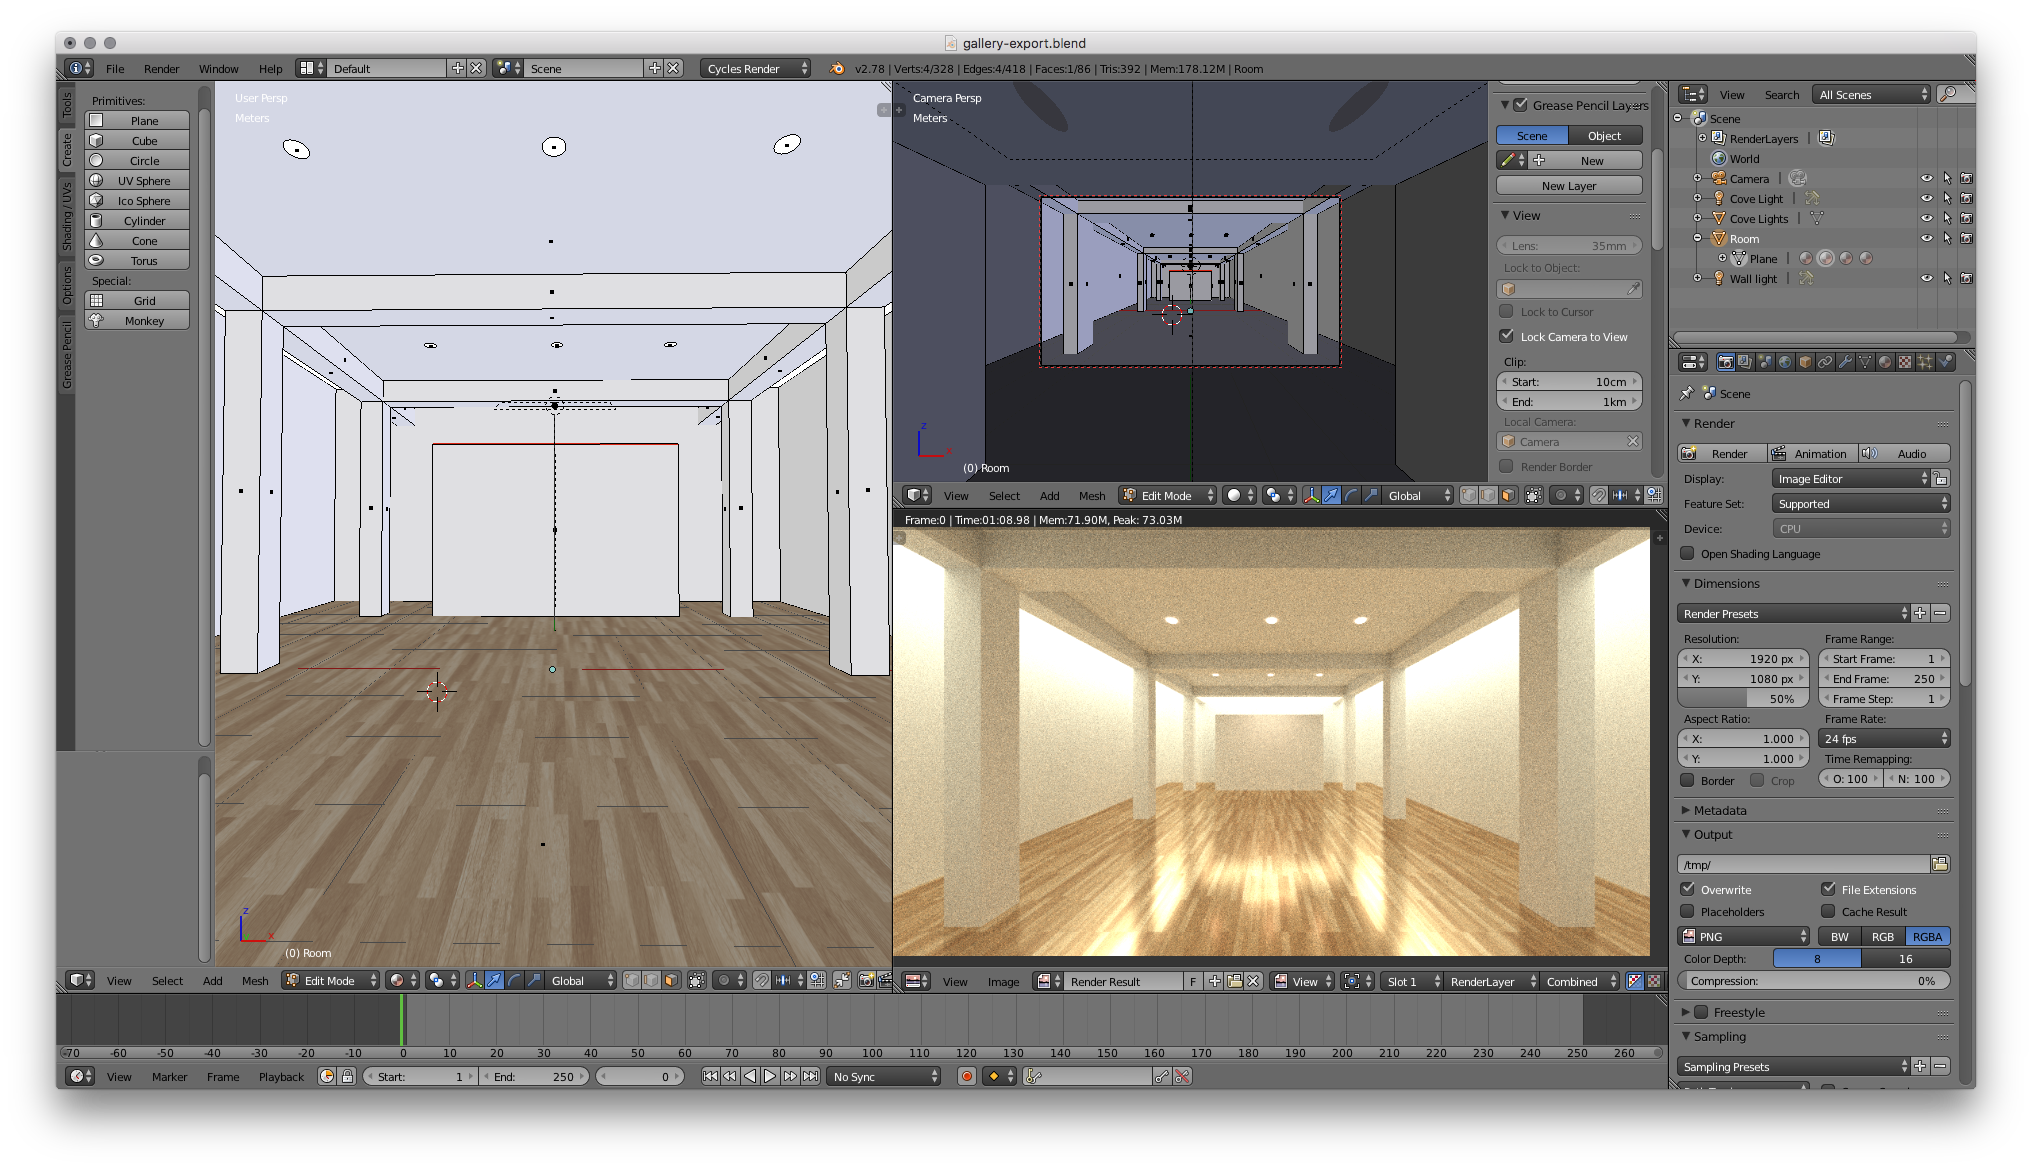 gallery-export.blend
File Render Window Help Default Scene Cycles Render v2.78 | Verts:4/328 | Edges:4/418 | Faces:1/86 | Tris:392 | Mem:178.12M | Room
Tools
Create
Shading / UVs
Options
Grease Pencil
Primitives:
Plane
Cube
Circle
UV Sphere
Ico Sphere
Cylinder
Cone
Torus
Special:
Grid
Monkey
User Persp
Meters
z
x
(0) Room
View Select Add Mesh Edit Mode Global
Camera Persp
Meters
z
x
(0) Room
Grease Pencil Layers
Scene Object
New
New Layer
View
Lens: 35mm
Lock to Object:
Lock to Cursor
Lock Camera to View
Clip:
Start: 10cm
End: 1km
Local Camera:
Camera
Render Border
View Select Add Mesh Edit Mode Global
Frame:0 | Time:01:08.98 | Mem:71.90M, Peak: 73.03M
View Image Render Result F View Slot 1 RenderLayer Combined
View Search All Scenes
Scene
RenderLayers |
World
Camera |
Cove Light |
Cove Lights |
Room
Plane |
Wall light |
Scene
Render
Render Animation Audio
Display: Image Editor
Feature Set: Supported
Device: CPU
Open Shading Language
Dimensions
Render Presets
Resolution: Frame Range:
X: 1920 px Start Frame: 1
Y: 1080 px End Frame: 250
50% Frame Step: 1
Aspect Ratio: Frame Rate:
X: 1.000 24 fps
Y: 1.000 Time Remapping:
Border Crop O: 100 N: 100
Metadata
Output
/tmp/
Overwrite File Extensions
Placeholders Cache Result
PNG BW RGB RGBA
Color Depth: 8 16
Compression: 0%
Freestyle
Sampling
Sampling Presets
-70 -60 -50 -40 -30 -20 -10 0 10 20 30 40 50 60 70 80 90 100 110 120 130 140 150 160 170 180 190 200 210 220 230 240 250 260
View Marker Frame Playback Start: 1 End: 250 0 No Sync